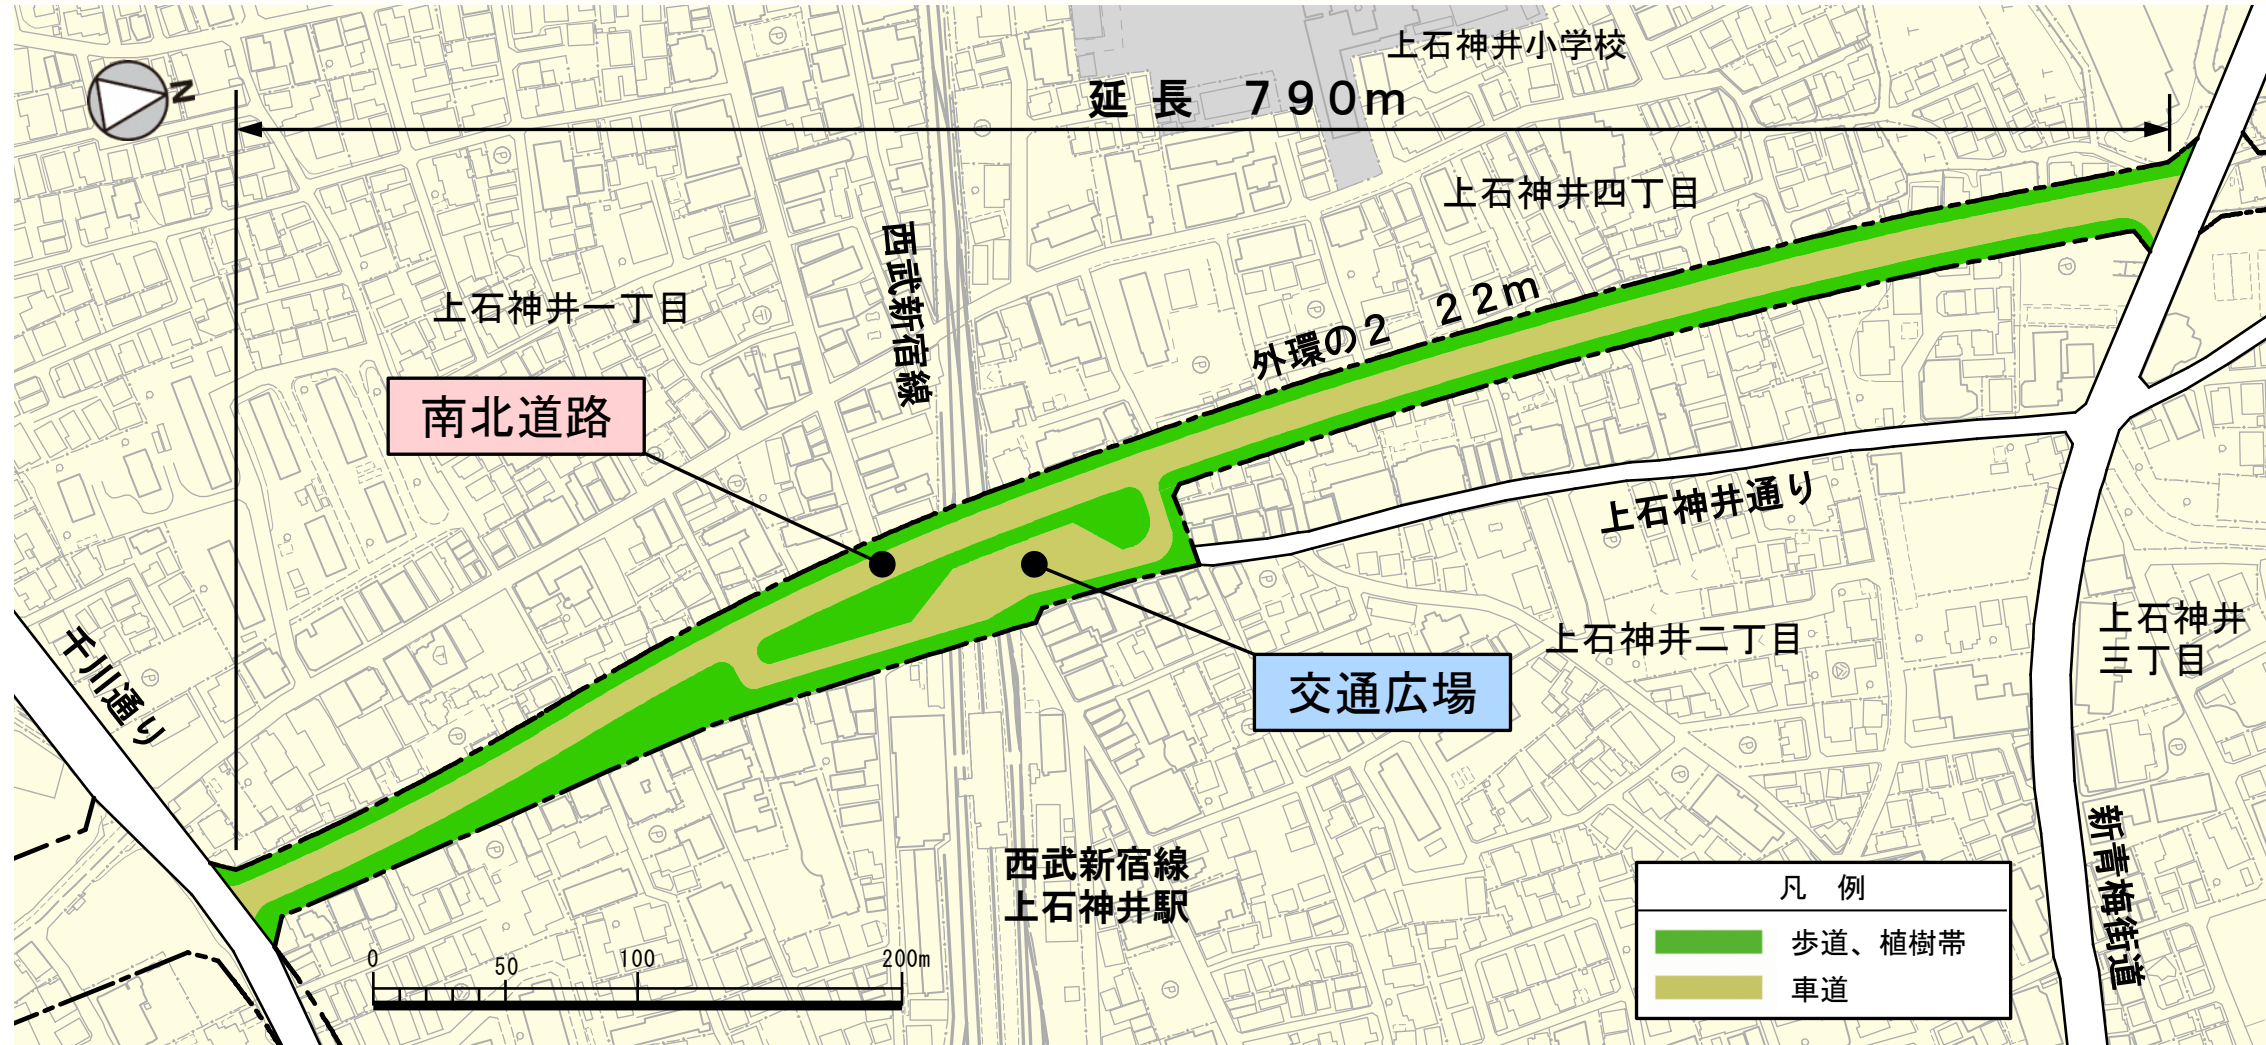 上石神井小学校
N
延長 790m
上石神井四丁目
西武新宿線
上石神井一丁目
外環の2 22m
南北道路
上石神井通り
千川通り
上石神井二丁目
上石神井
三丁目
交通広場
西武新宿線
上石神井駅
新青梅街道
凡 例
歩道、植樹帯
車道
0 50 100 200m